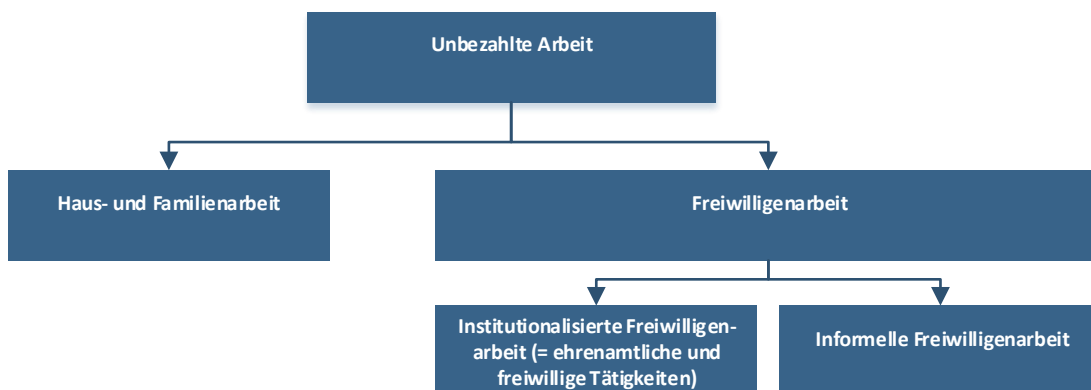 Unbezahlte Arbeit
Haus- und Familienarbeit
Freiwilligenarbeit
Institutionalisierte Freiwilligen-
arbeit (= ehrenamtliche und
freiwillige Tätigkeiten)
Informelle Freiwilligenarbeit